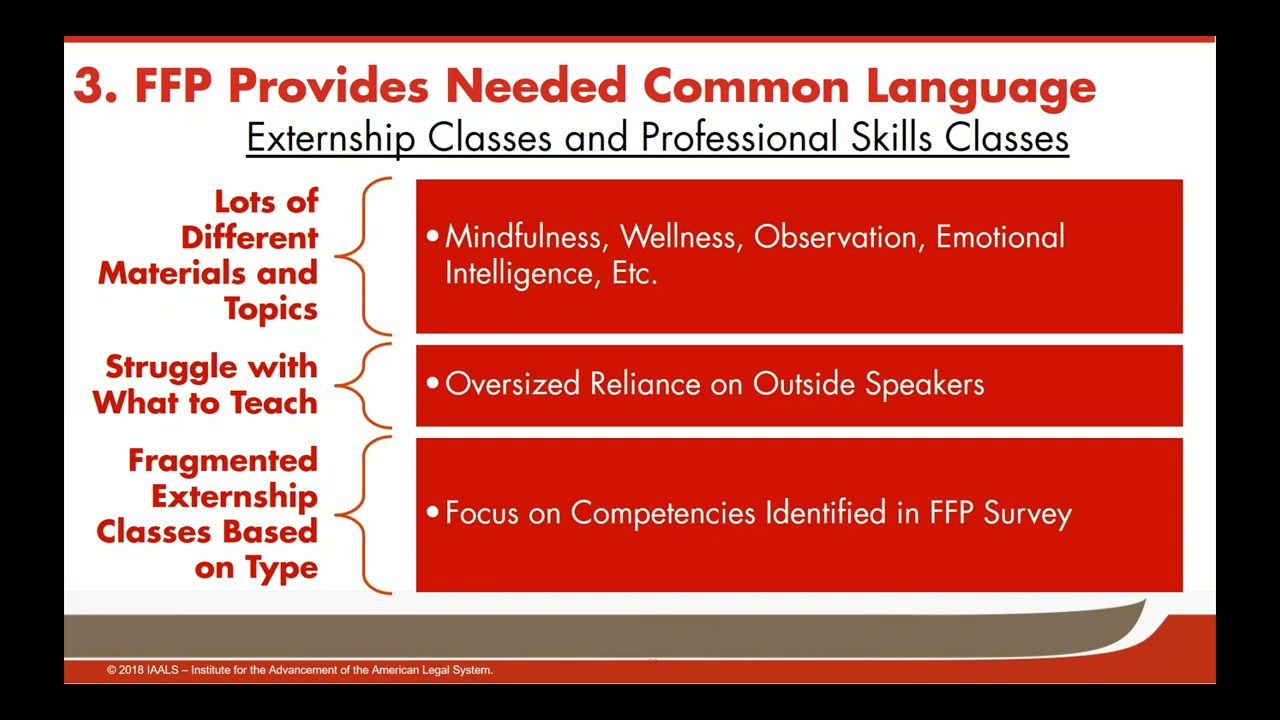 3. FFP Provides Needed Common Language
Externship Classes and Professional Skills Classes
Lots of
Different
Materials and
Topics
•Mindfulness, Wellness, Observation, Emotional
Intelligence, Etc.
Struggle with
What to Teach
•Oversized Reliance on Outside Speakers
Fragmented
Externship
Classes Based
on Type
•Focus on Competencies Identified in FFP Survey
© 2018 IAALS – Institute for the Advancement of the American Legal System.